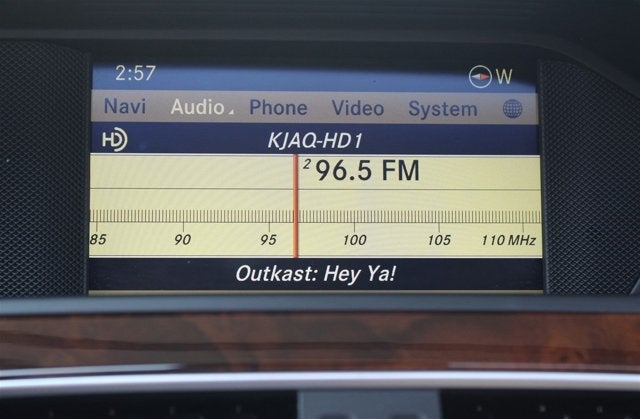 2:57 W
Navi Audio Phone Video System
HD KJAQ-HD1
2 96.5 FM
85 90 95 100 105 110 MHz
Outkast: Hey Ya!